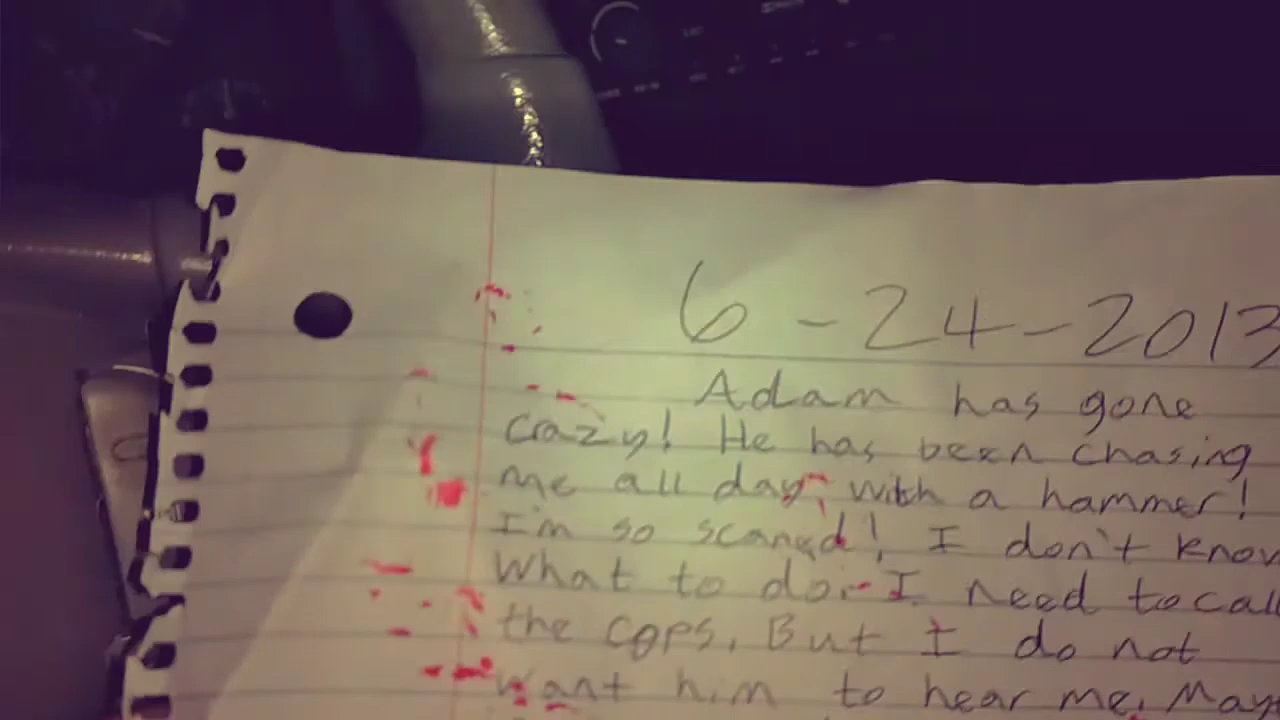 6-24-2013
Adam has gone
crazy! He has been chasing
me all day, with a hammer!
I'm so scared! I don't know
What to do. I need to call
the cops, But I do not
Want him to hear me, May